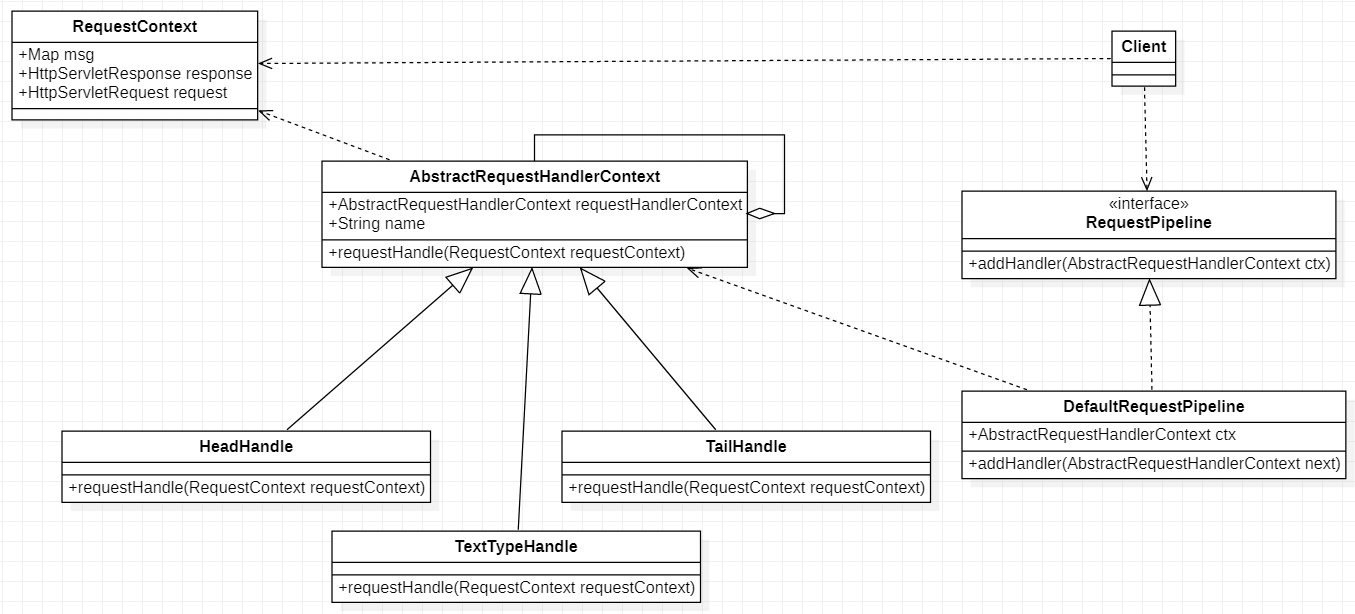 RequestContext
+Map msg
+HttpServletResponse response
+HttpServletRequest request
Client
AbstractRequestHandlerContext
+AbstractRequestHandlerContext requestHandlerContext
+String name
+requestHandle(RequestContext requestContext)
«interface»
RequestPipeline
+addHandler(AbstractRequestHandlerContext ctx)
DefaultRequestPipeline
+AbstractRequestHandlerContext ctx
+addHandler(AbstractRequestHandlerContext next)
HeadHandle
+requestHandle(RequestContext requestContext)
TailHandle
+requestHandle(RequestContext requestContext)
TextTypeHandle
+requestHandle(RequestContext requestContext)